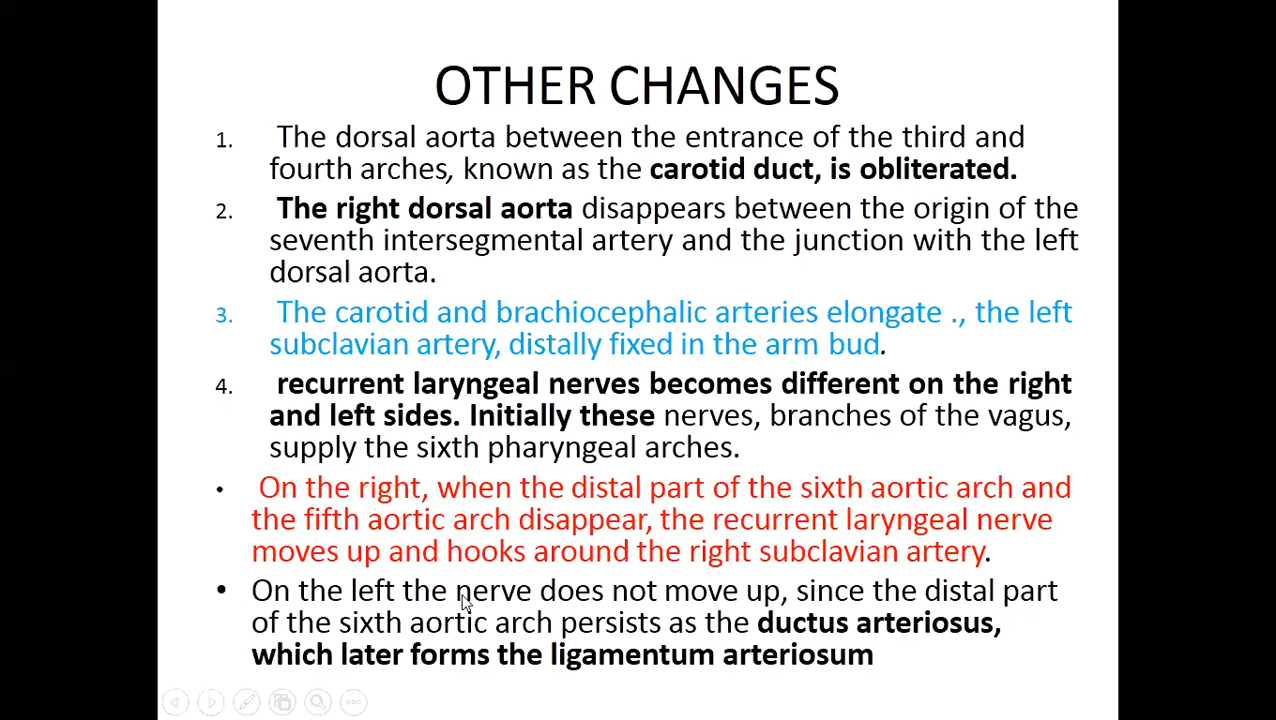 OTHER CHANGES
1. The dorsal aorta between the entrance of the third and
fourth arches, known as the carotid duct, is obliterated.
2. The right dorsal aorta disappears between the origin of the
seventh intersegmental artery and the junction with the left
dorsal aorta.
3. The carotid and brachiocephalic arteries elongate ., the left
subclavian artery, distally fixed in the arm bud.
4. recurrent laryngeal nerves becomes different on the right
and left sides. Initially these nerves, branches of the vagus,
supply the sixth pharyngeal arches.
• On the right, when the distal part of the sixth aortic arch and
the fifth aortic arch disappear, the recurrent laryngeal nerve
moves up and hooks around the right subclavian artery.
• On the left the nerve does not move up, since the distal part
of the sixth aortic arch persists as the ductus arteriosus,
which later forms the ligamentum arteriosum